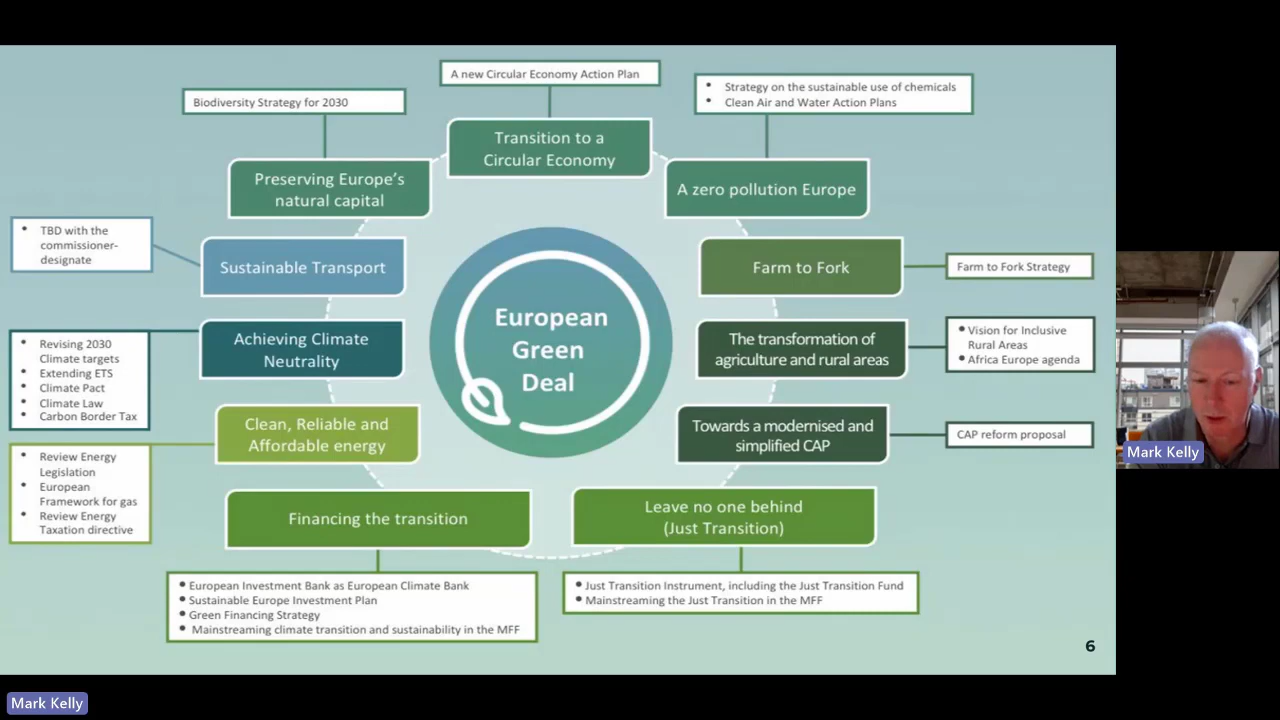 A new Circular Economy Action Plan
Biodiversity Strategy for 2030
• Strategy on the sustainable use of chemicals
• Clean Air and Water Action Plans
Transition to a
Circular Economy
Preserving Europe's
natural capital
A zero pollution Europe
• TBD with the
commissioner-
designate
Sustainable Transport
Farm to Fork
Farm to Fork Strategy
European
Green
Deal
• Revising 2030
Climate targets
• Extending ETS
• Climate Pact
• Climate Law
• Carbon Border Tax
Achieving Climate
Neutrality
The transformation of
agriculture and rural areas
• Vision for Inclusive
Rural Areas
• Africa Europe agenda
Clean, Reliable and
Affordable energy
Towards a modernised and
simplified CAP
CAP reform proposal
• Review Energy
Legislation
• European
Framework for gas
• Review Energy
Taxation directive
Financing the transition
Leave no one behind
(Just Transition)
• European Investment Bank as European Climate Bank
• Sustainable Europe Investment Plan
• Green Financing Strategy
• Mainstreaming climate transition and sustainability in the MFF
• Just Transition Instrument, including the Just Transition Fund
• Mainstreaming the Just Transition in the MFF
6
Mark Kelly
Mark Kelly